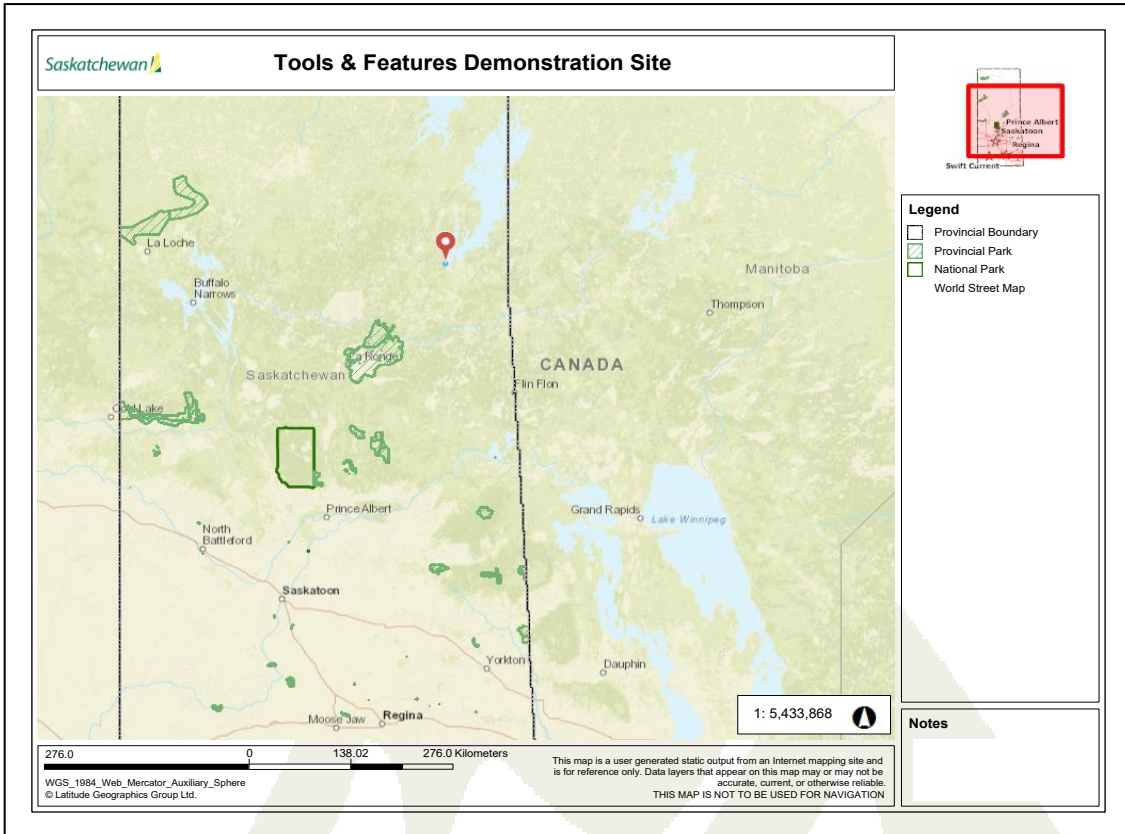 Saskatchewan
Tools & Features Demonstration Site
Prince Albert
Saskatoon
Regina
Swift Current
La Loche
Buffalo
Narrows
Manitoba
Thompson
La Ronge
CANADA
Saskatchewan
Flin Flon
Cold Lake
Prince Albert
Grand Rapids
Lake Winnipeg
North
Battleford
Saskatoon
Yorkton
Dauphin
Moose Jaw
Regina
1: 5,433,868
Legend
Provincial Boundary
Provincial Park
National Park
World Street Map
Notes
276.0 0 138.02 276.0 Kilometers
WGS_1984_Web_Mercator_Auxiliary_Sphere
© Latitude Geographics Group Ltd.
This map is a user generated static output from an Internet mapping site and
is for reference only. Data layers that appear on this map may or may not be
accurate, current, or otherwise reliable.
THIS MAP IS NOT TO BE USED FOR NAVIGATION